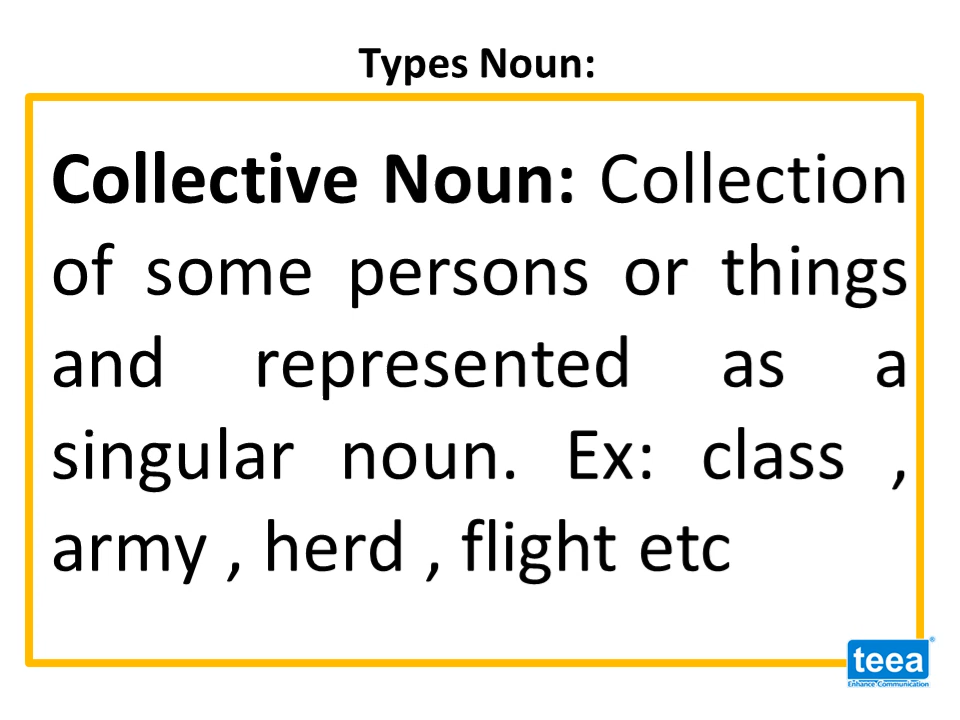 Types Noun:
Collective Noun: Collection
of some persons or things
and represented as a
singular noun. Ex: class ,
army , herd , flight etc
teea
®
Enhance Communication